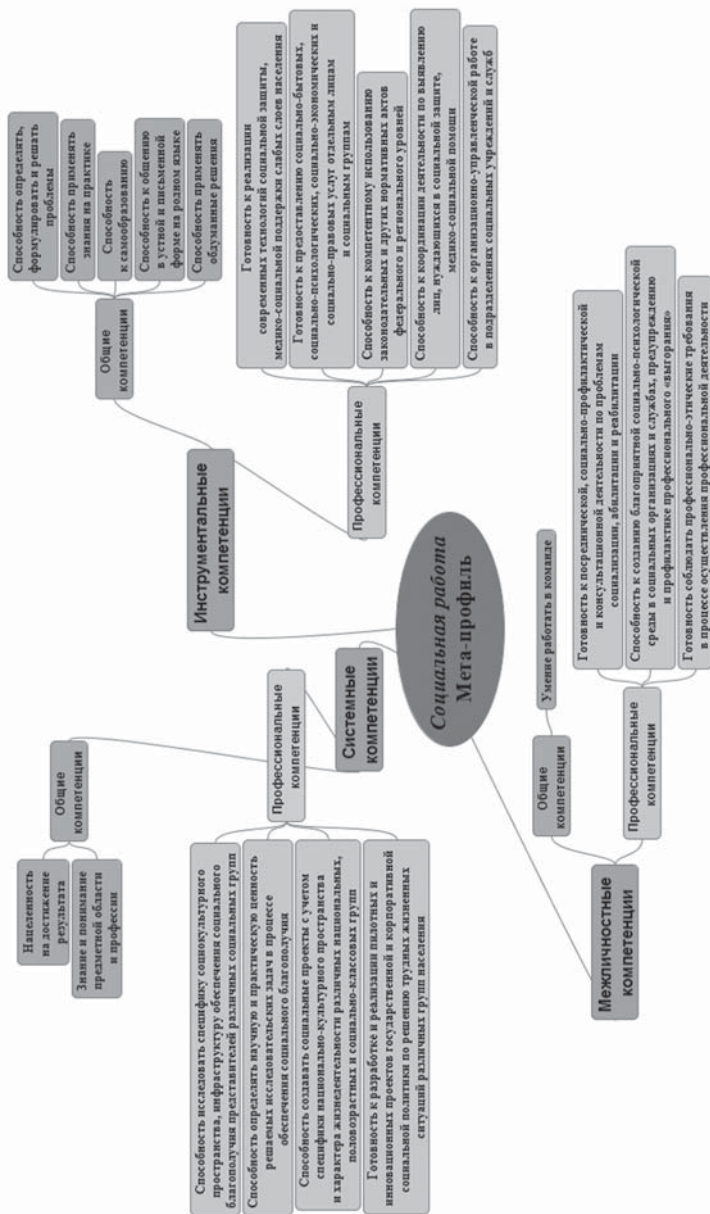 Социальная работа
Мета-профиль
Инструментальные
компетенции
Общие
компетенции
Способность определять,
формулировать и решать
проблемы
Способность применять
знания на практике
Способность
к самообразованию
Способность к общению
в устной и письменной
форме на родном языке
Способность применять
обдуманные решения
Профессиональные
компетенции
Готовность к реализации
современных технологий социальной защиты,
медико-социальной поддержки слабых слоев населения
Готовность к предоставлению социально-бытовых,
социально-психологических, социально-экономических и
социально-правовых услуг отдельным лицам
и социальным группам
Способность к компетентному использованию
законодательных и других нормативных актов
федерального и регионального уровней
Способность к координации деятельности по выявлению
лиц, нуждающихся в социальной защите,
медико-социальной помощи
Способность к организационно-управленческой работе
в подразделениях социальных учреждений и служб
Системные
компетенции
Общие
компетенции
Нацеленность
на достижение
результата
Знание и понимание
предметной области
и профессии
Профессиональные
компетенции
Способность исследовать специфику социокультурного
пространства, инфраструктуру обеспечения социального
благополучия представителей различных социальных групп
Способность определять научную и практическую ценность
решаемых исследовательских задач в процессе
обеспечения социального благополучия
Способность создавать социальные проекты с учетом
специфики национально-культурного пространства
и характера жизнедеятельности различных национальных,
половозрастных и социально-классовых групп
Готовность к разработке и реализации пилотных и
инновационных проектов государственной и корпоративной
социальной политики по решению трудных жизненных
ситуаций различных групп населения
Межличностные
компетенции
Общие
компетенции
Умение работать в команде
Профессиональные
компетенции
Готовность к посреднической, социально-профилактической
и консультационной деятельности по проблемам
социализации, абилитации и реабилитации
Способность к созданию благоприятной социально-психологической
среды в социальных организациях и службах, предупреждению
и профилактике профессионального «выгорания»
Готовность соблюдать профессионально-этические требования
в процессе осуществления профессиональной деятельности